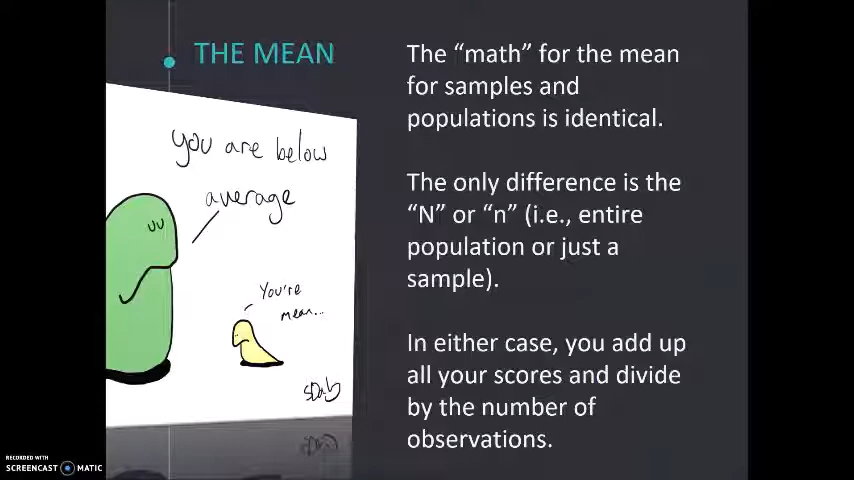 THE MEAN
you are below
average
You're
mean...
SDab
The “math” for the mean
for samples and
populations is identical.
The only difference is the
“N” or “n” (i.e., entire
population or just a
sample).
In either case, you add up
all your scores and divide
by the number of
observations.
RECORDED WITH
SCREENCAST MATIC